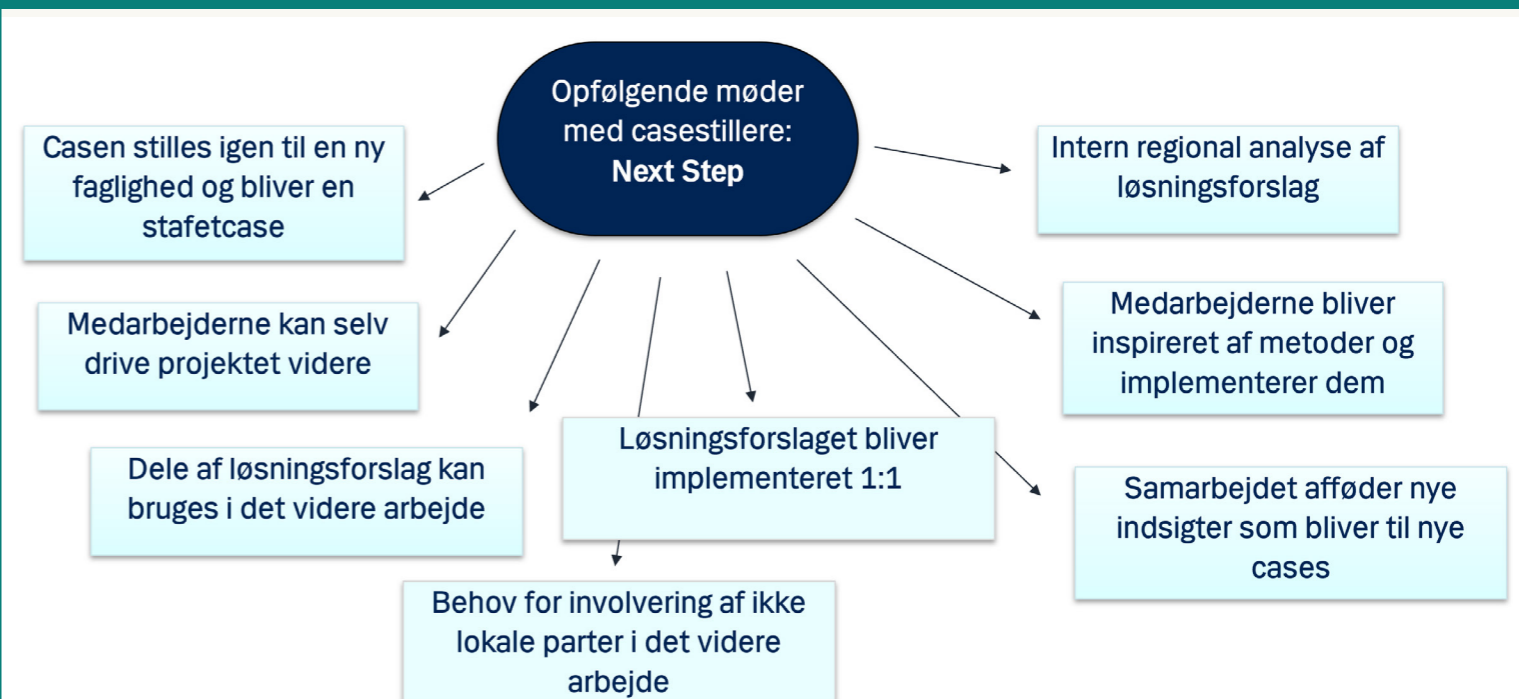 Opfølgende møder
med casestillere:
Next Step
Casen stilles igen til en ny
faglighed og bliver en
stafetcase
Medarbejderne kan selv
drive projektet videre
Dele af løsningsforslag kan
bruges i det videre arbejde
Behov for involvering af ikke
lokale parter i det videre
arbejde
Løsningsforslaget bliver
implementeret 1:1
Samarbejdet afføder nye
indsigter som bliver til nye
cases
Medarbejderne bliver
inspireret af metoder og
implementerer dem
Intern regional analyse af
løsningsforslag